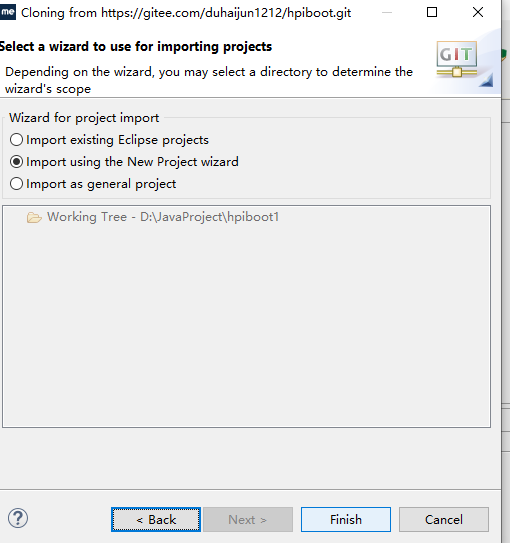 me Cloning from https://gitee.com/duhaijun1212/hpiboot.git
Select a wizard to use for importing projects
Depending on the wizard, you may select a directory to determine the
wizard's scope
GIT
Wizard for project import
Import existing Eclipse projects
Import using the New Project wizard
Import as general project
Working Tree - D:\JavaProject\hpiboot1
? < Back Next > Finish Cancel